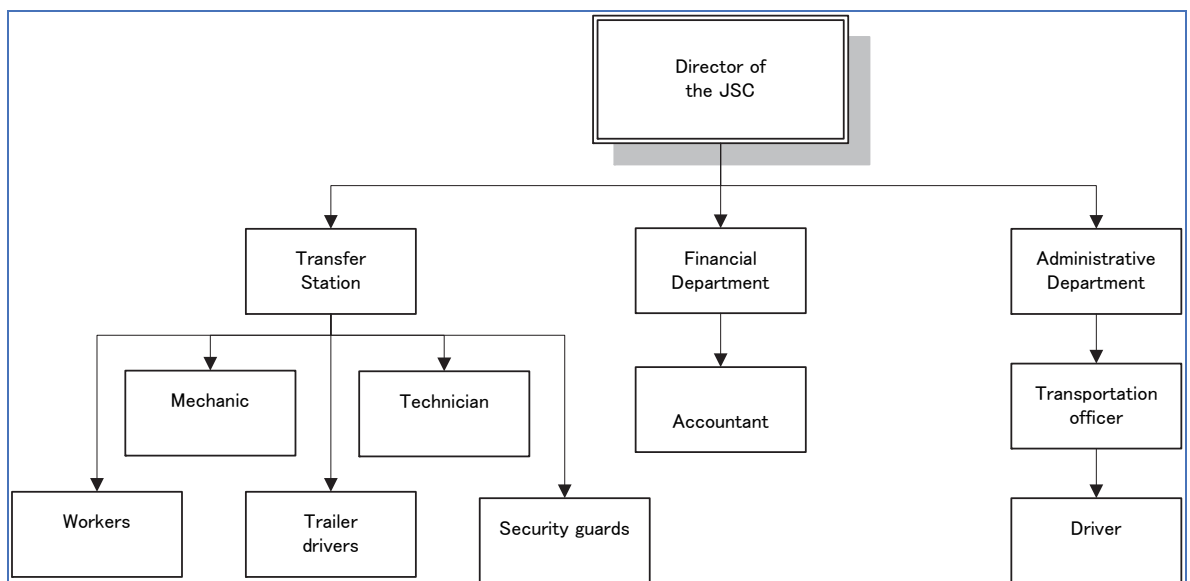 Director of
the JSC
Transfer
Station
Financial
Department
Administrative
Department
Mechanic
Technician
Accountant
Transportation
officer
Workers
Trailer
drivers
Security guards
Driver